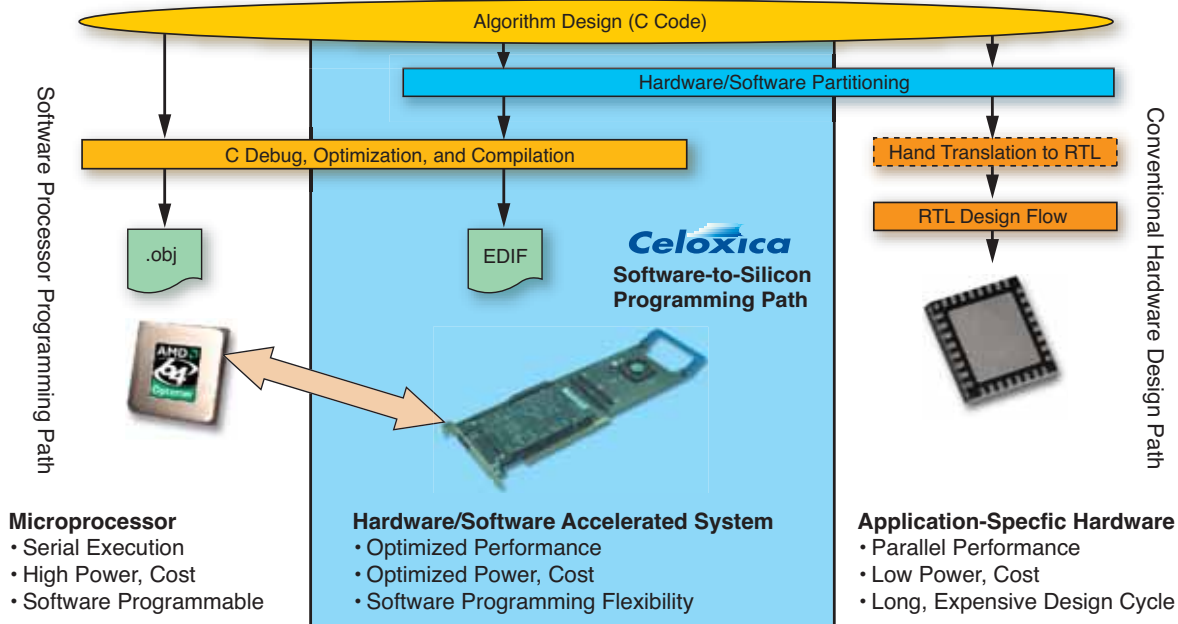 Algorithm Design (C Code)
Hardware/Software Partitioning
C Debug, Optimization, and Compilation
Hand Translation to RTL
RTL Design Flow
.obj
EDIF
Celoxica
Software-to-Silicon
Programming Path
Software Processor Programming Path
Conventional Hardware Design Path
AMD
64
Opteron
Microprocessor
• Serial Execution
• High Power, Cost
• Software Programmable
Hardware/Software Accelerated System
• Optimized Performance
• Optimized Power, Cost
• Software Programming Flexibility
Application-Specfic Hardware
• Parallel Performance
• Low Power, Cost
• Long, Expensive Design Cycle